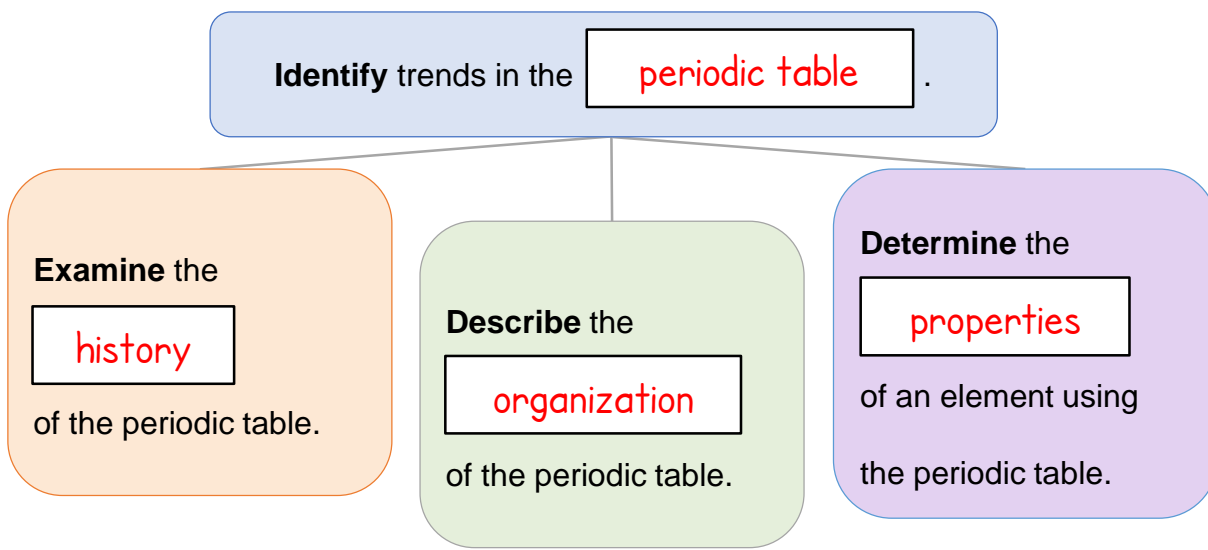 Identify trends in the periodic table .
Examine the
history
of the periodic table.
Describe the
organization
of the periodic table.
Determine the
properties
of an element using
the periodic table.